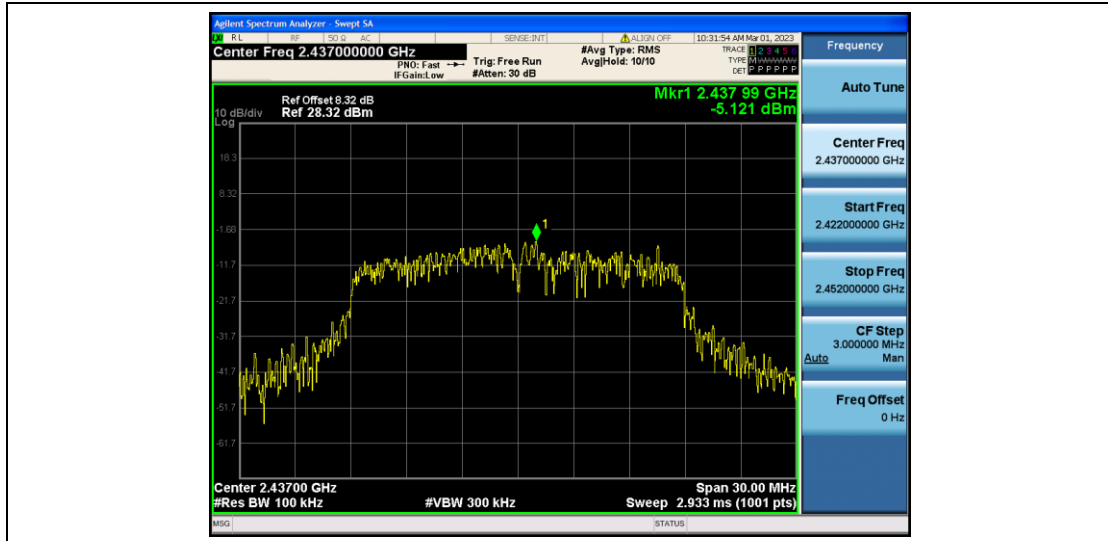 Agilent Spectrum Analyzer - Swept SA
RL RF 50 Ω AC SENSE:INT ALIGN OFF 10:31:54 AM Mar 01, 2023
Center Freq 2.437000000 GHz
PNO: Fast
IFGain:Low
Trig: Free Run
#Atten: 30 dB
#Avg Type: RMS
Avg|Hold: 10/10
TRACE 1 2 3 4 5 6
TYPE M
DET P P P P P P
Ref Offset 8.32 dB
10 dB/div Ref 28.32 dBm
Log
Mkr1 2.437 99 GHz
-5.121 dBm
18.3
8.32
-1.68
-11.7
-21.7
-31.7
-41.7
-51.7
-61.7
1
Center 2.43700 GHz
#Res BW 100 kHz
#VBW 300 kHz
Span 30.00 MHz
Sweep 2.933 ms (1001 pts)
MSG STATUS
Frequency
Auto Tune
Center Freq
2.437000000 GHz
Start Freq
2.422000000 GHz
Stop Freq
2.452000000 GHz
CF Step
3.000000 MHz
Auto Man
Freq Offset
0 Hz